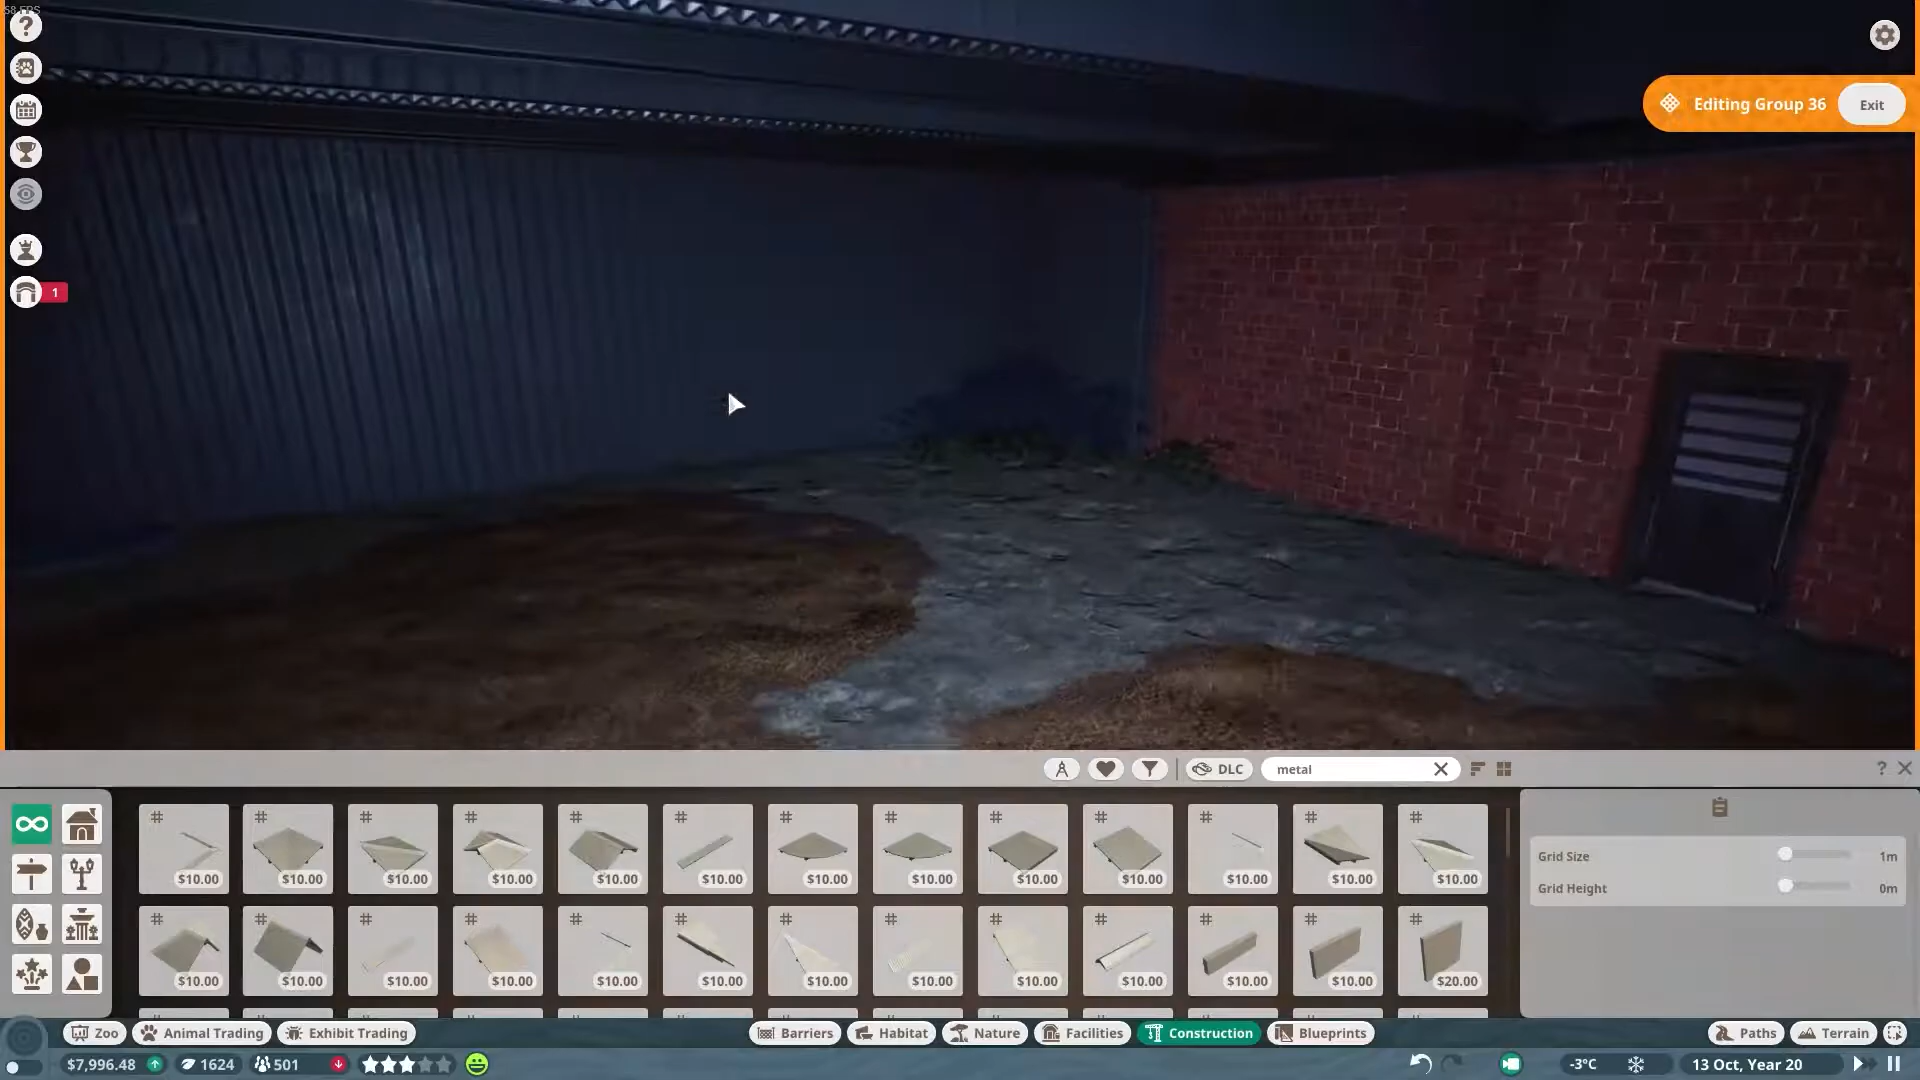 58 FPS
Editing Group 36
Exit
1
DLC
metal
?
$10.00 $10.00 $10.00 $10.00 $10.00 $10.00 $10.00 $10.00 $10.00 $10.00 $10.00 $10.00 $10.00
$10.00 $10.00 $10.00 $10.00 $10.00 $10.00 $10.00 $10.00 $10.00 $10.00 $10.00 $10.00 $20.00
Grid Size 1m
Grid Height 0m
Zoo Animal Trading Exhibit Trading Barriers Habitat Nature Facilities Construction Blueprints Paths Terrain
$7,996.48 1624 501 -3°C 13 Oct, Year 20